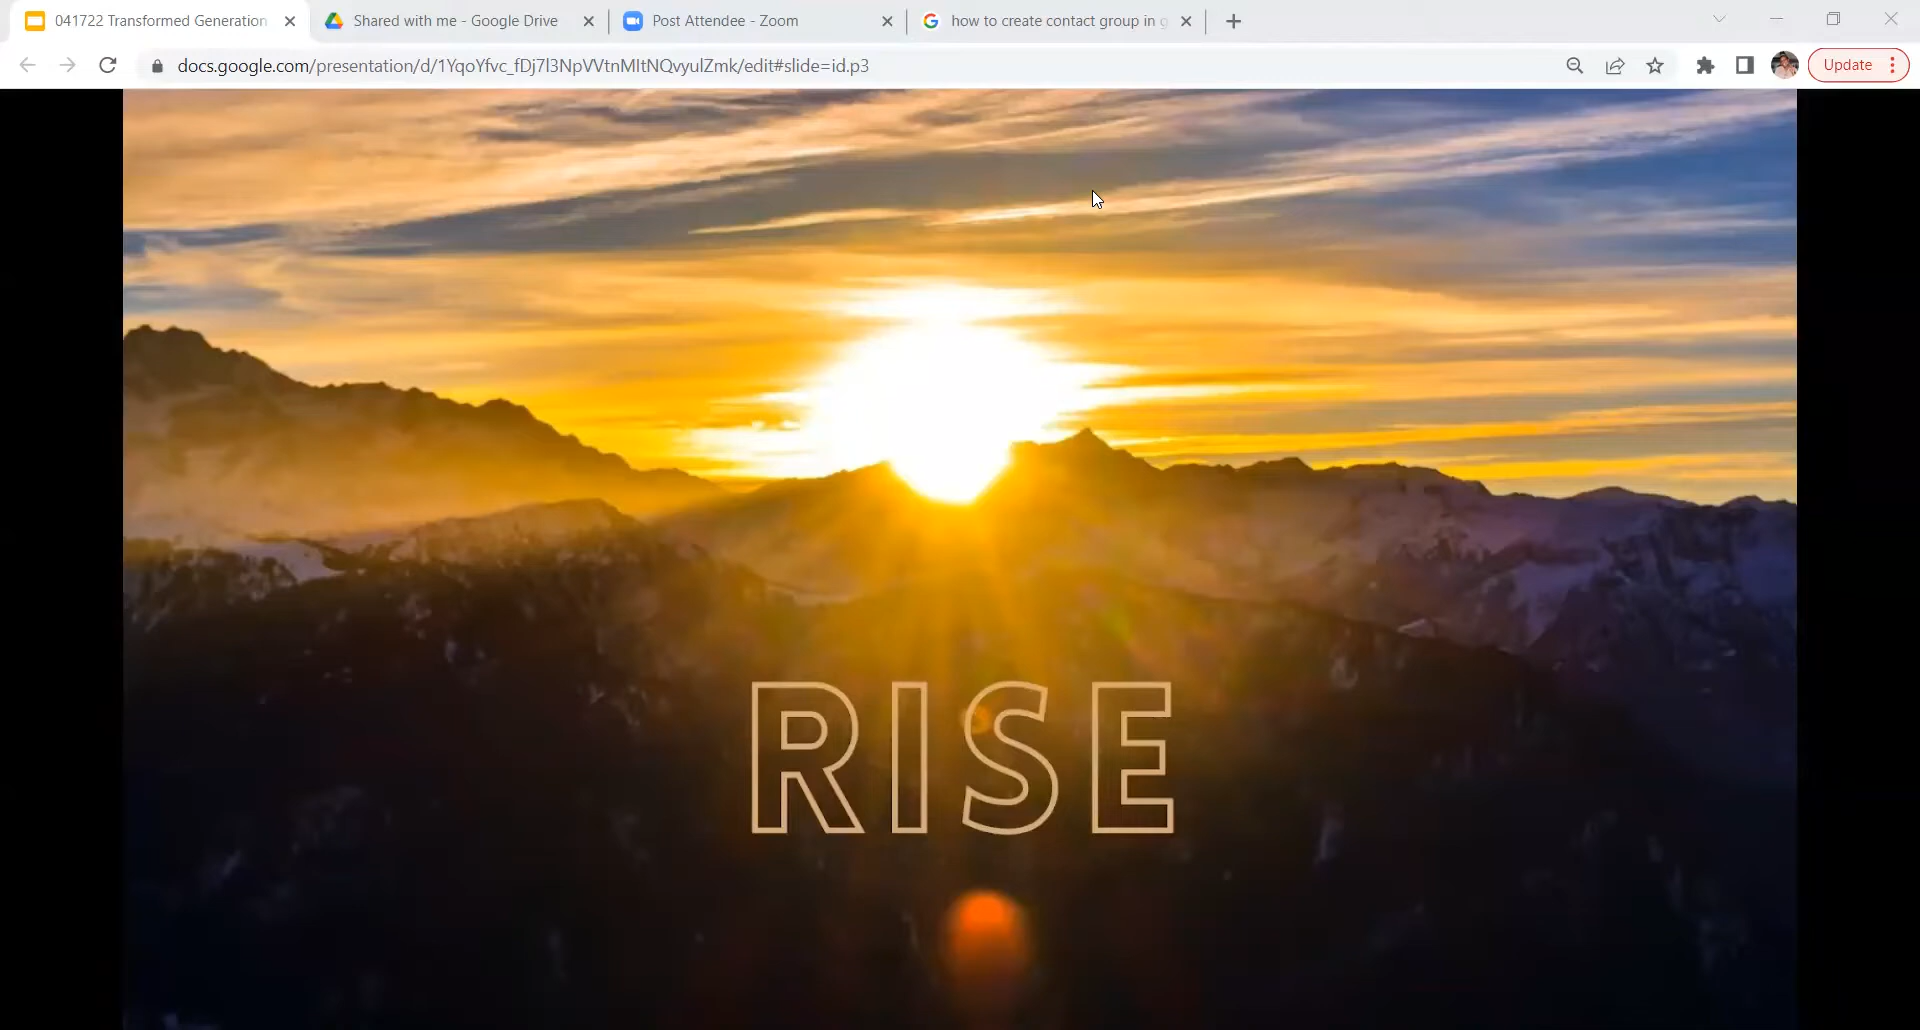 041722 Transformed Generation
Shared with me - Google Drive
Post Attendee - Zoom
how to create contact group in g
docs.google.com/presentation/d/1YqoYfvc_fDj7l3NpVVtnMltNQvyulZmk/edit#slide=id.p3
Update
RISE